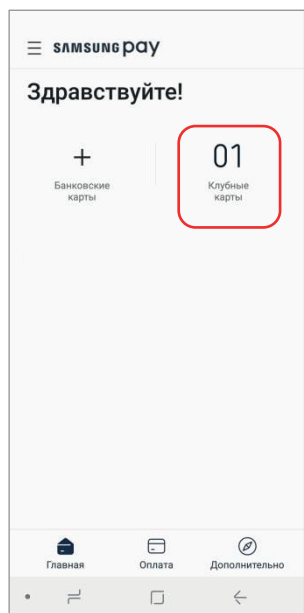 SAMSUNG pay
Здравствуйте!
+
Банковские
карты
01
Клубные
карты
Главная
Оплата
Дополнительно